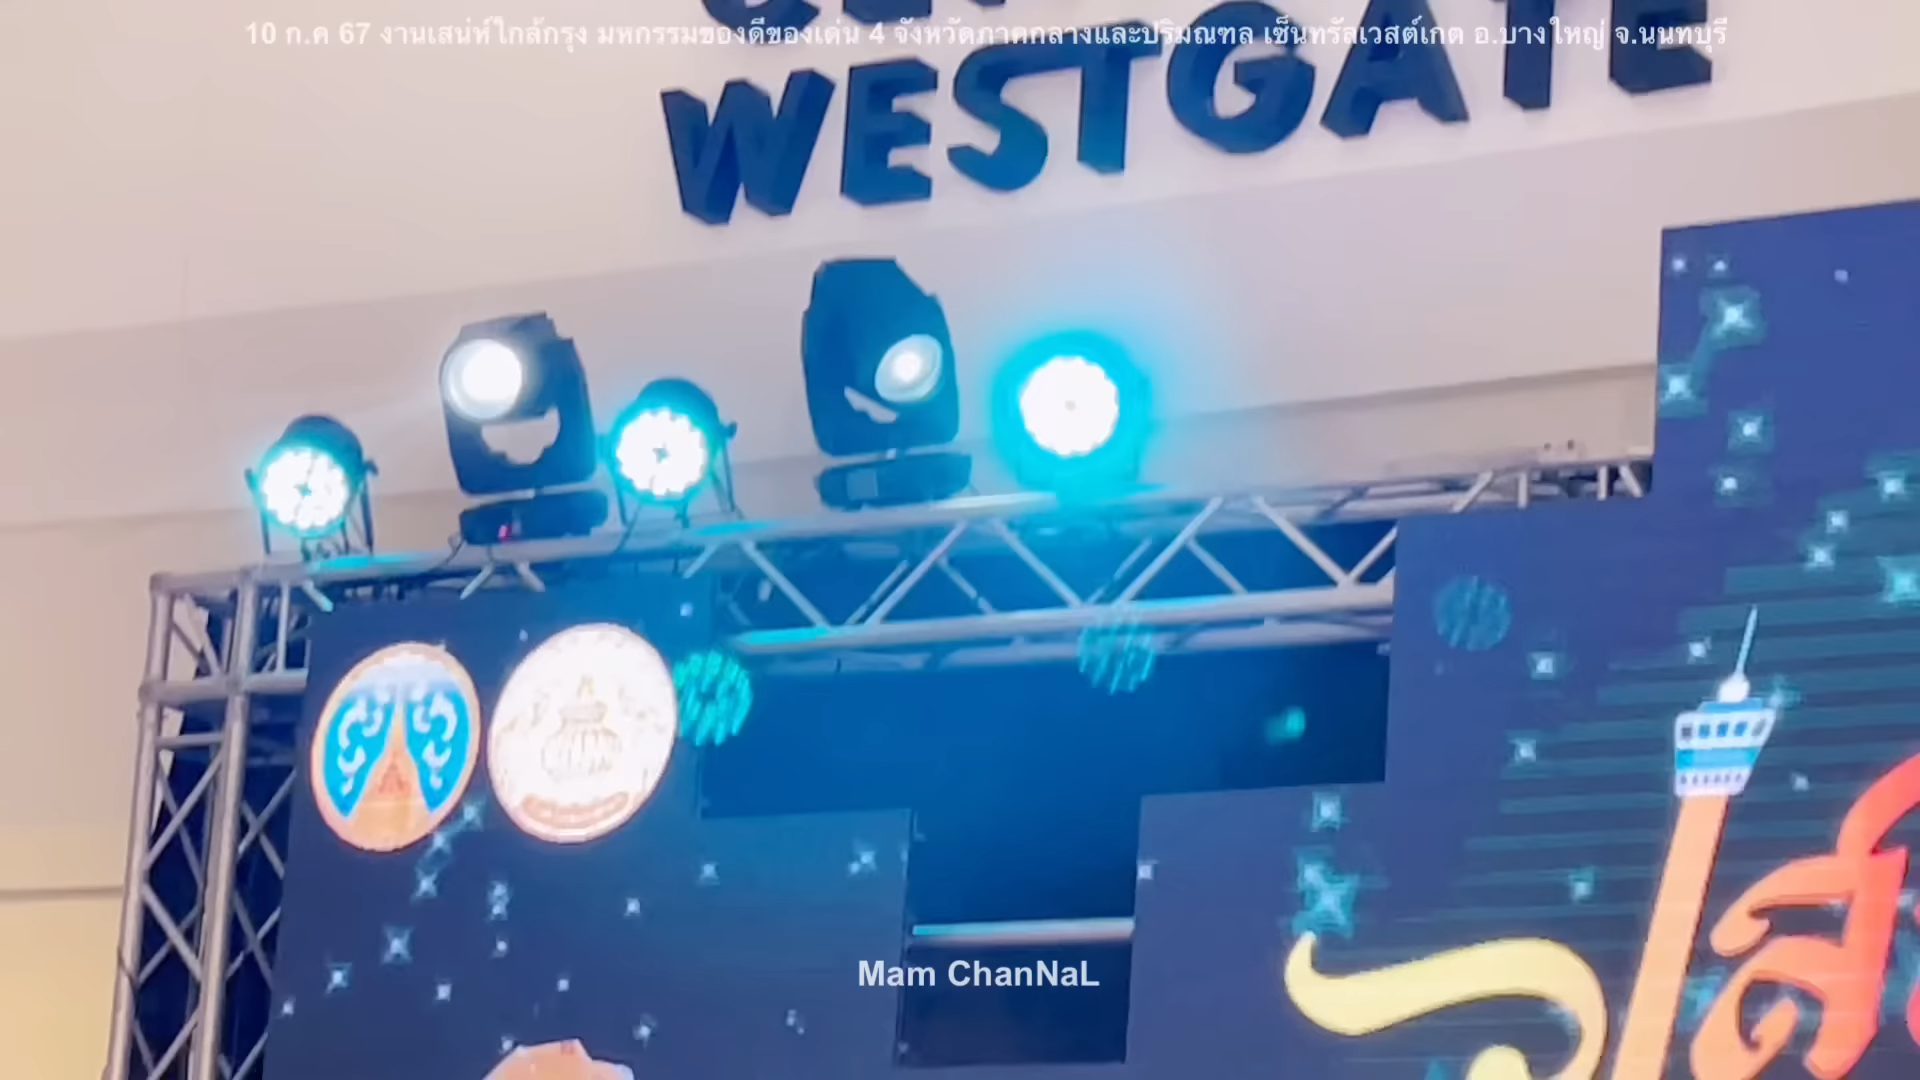 10 ก.ค 67 งานเสน่ห์ใกล้กรุง มหกรรมของดีของเด่น 4 จังหวัดภาคกลางและปริมณฑล เซ็นทรัลเวสต์เกต อ.บางใหญ่ จ.นนทบุรี
WESTGATE
Mam ChanNaL